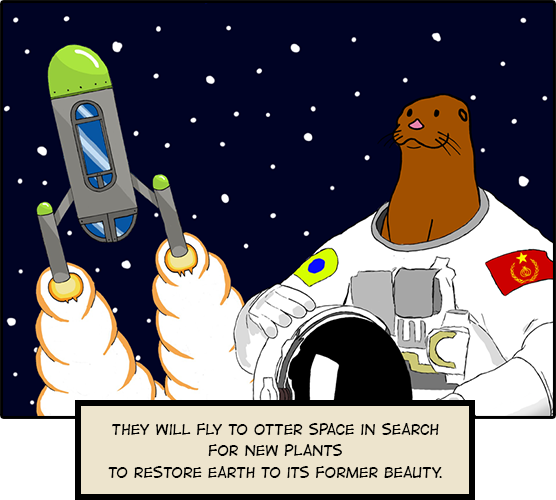 THEY WILL FLY TO OTTER SPACE IN SEARCH
FOR NEW PLANTS
TO RESTORE EARTH TO ITS FORMER BEAUTY.